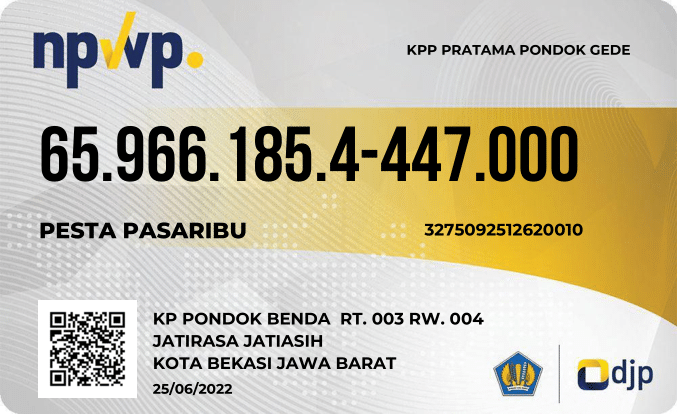 npwp.
KPP PRATAMA PONDOK GEDE
65.966.185.4-447.000
PESTA PASARIBU
3275092512620010
KP PONDOK BENDA RT. 003 RW. 004
JATIRASA JATIASIH
KOTA BEKASI JAWA BARAT
25/06/2022
djp